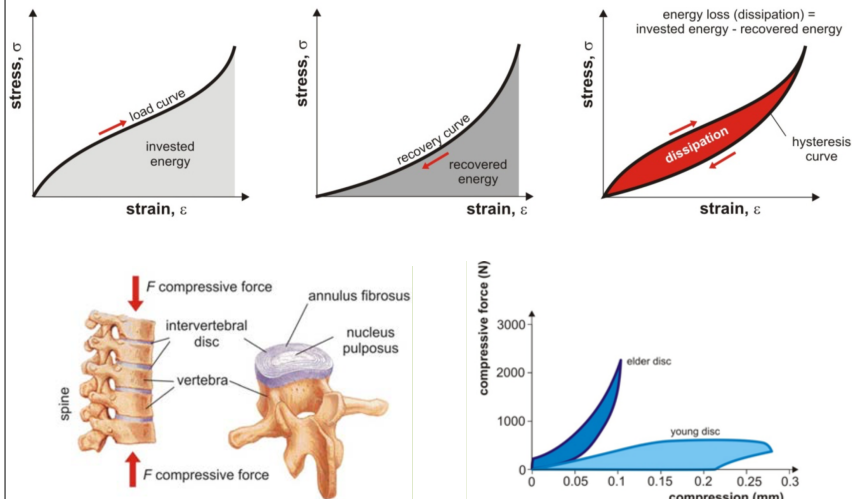 stress, σ
load curve
invested
energy
strain, ε
stress, σ
recovery curve
recovered
energy
strain, ε
energy loss (dissipation) =
invested energy - recovered energy
stress, σ
dissipation
hysteresis
curve
strain, ε
F compressive force
intervertebral
disc
vertebra
spine
F compressive force
annulus fibrosus
nucleus
pulposus
compressive force (N)
3000
2000
1000
0
elder disc
young disc
0
0.05
0.1
0.15
0.2
0.25
0.3
compression (mm)